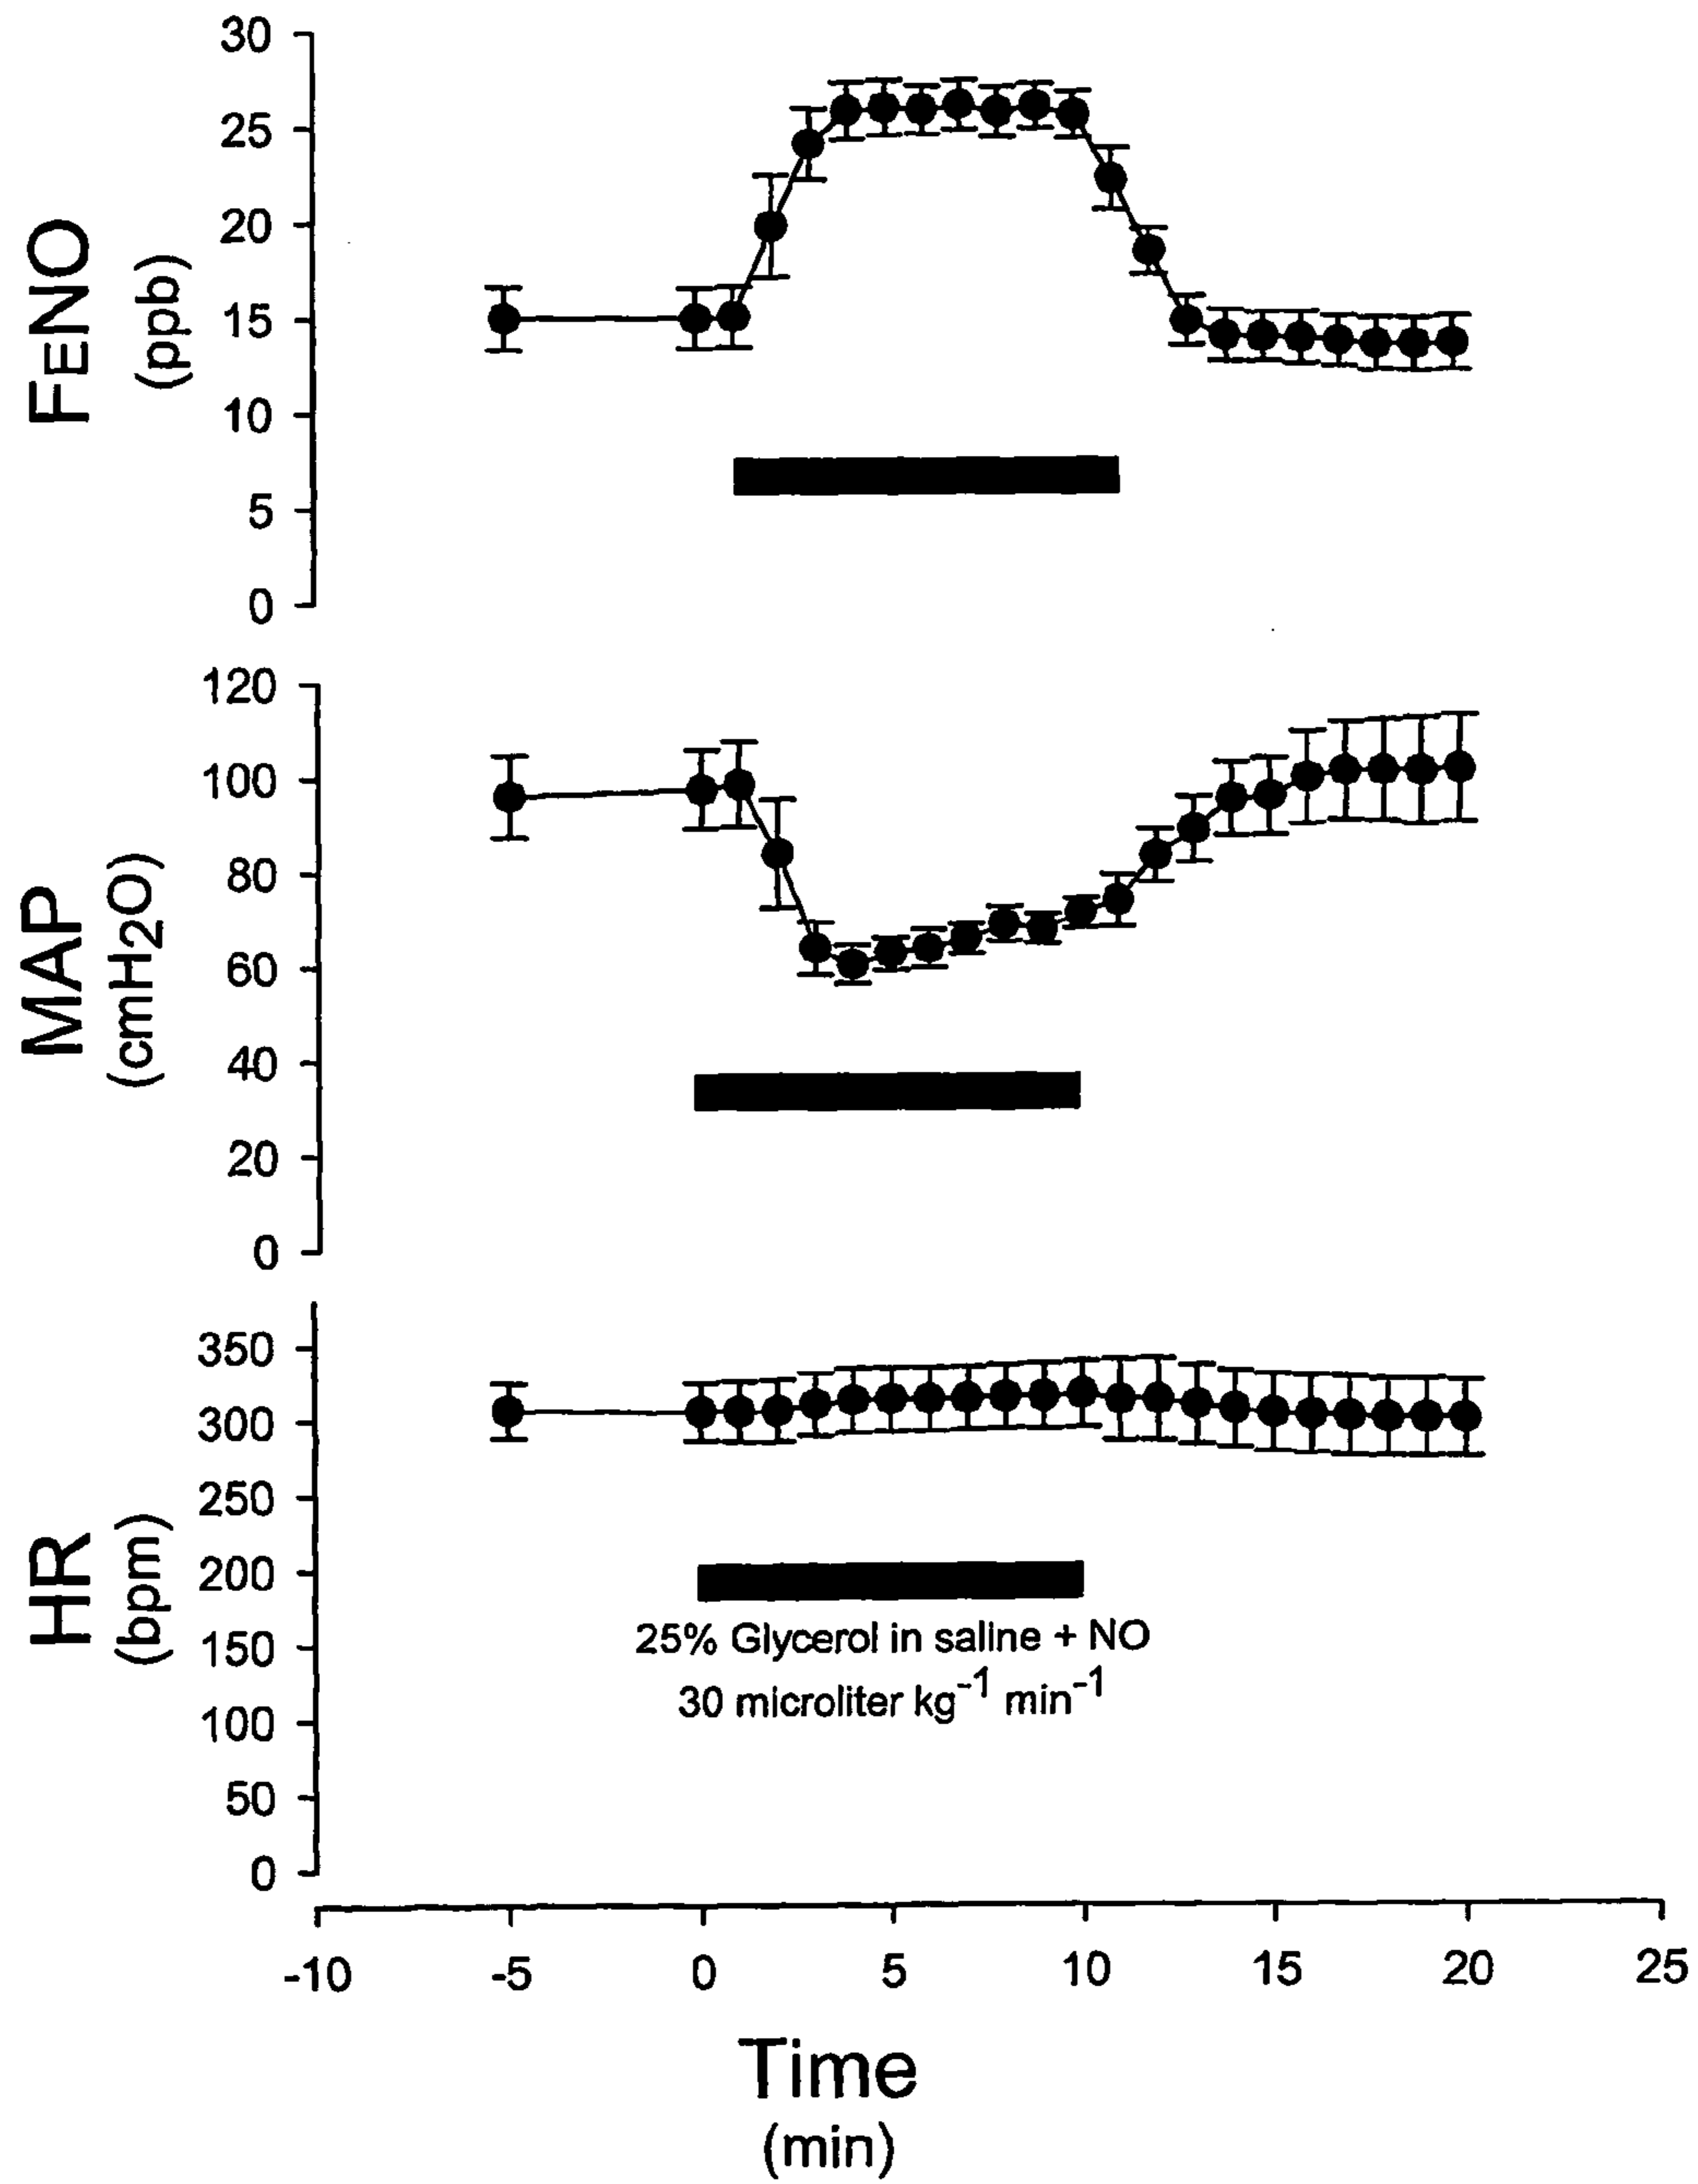 FENO
(ppb)
30
25
20
15
10
5
0
MAP
(cmH2O)
120
100
80
60
40
20
0
HR
(bpm)
350
300
250
200
150
100
50
0
25% Glycerol in saline + NO
30 microliter kg⁻¹ min⁻¹
-10 -5 0 5 10 15 20 25
Time
(min)